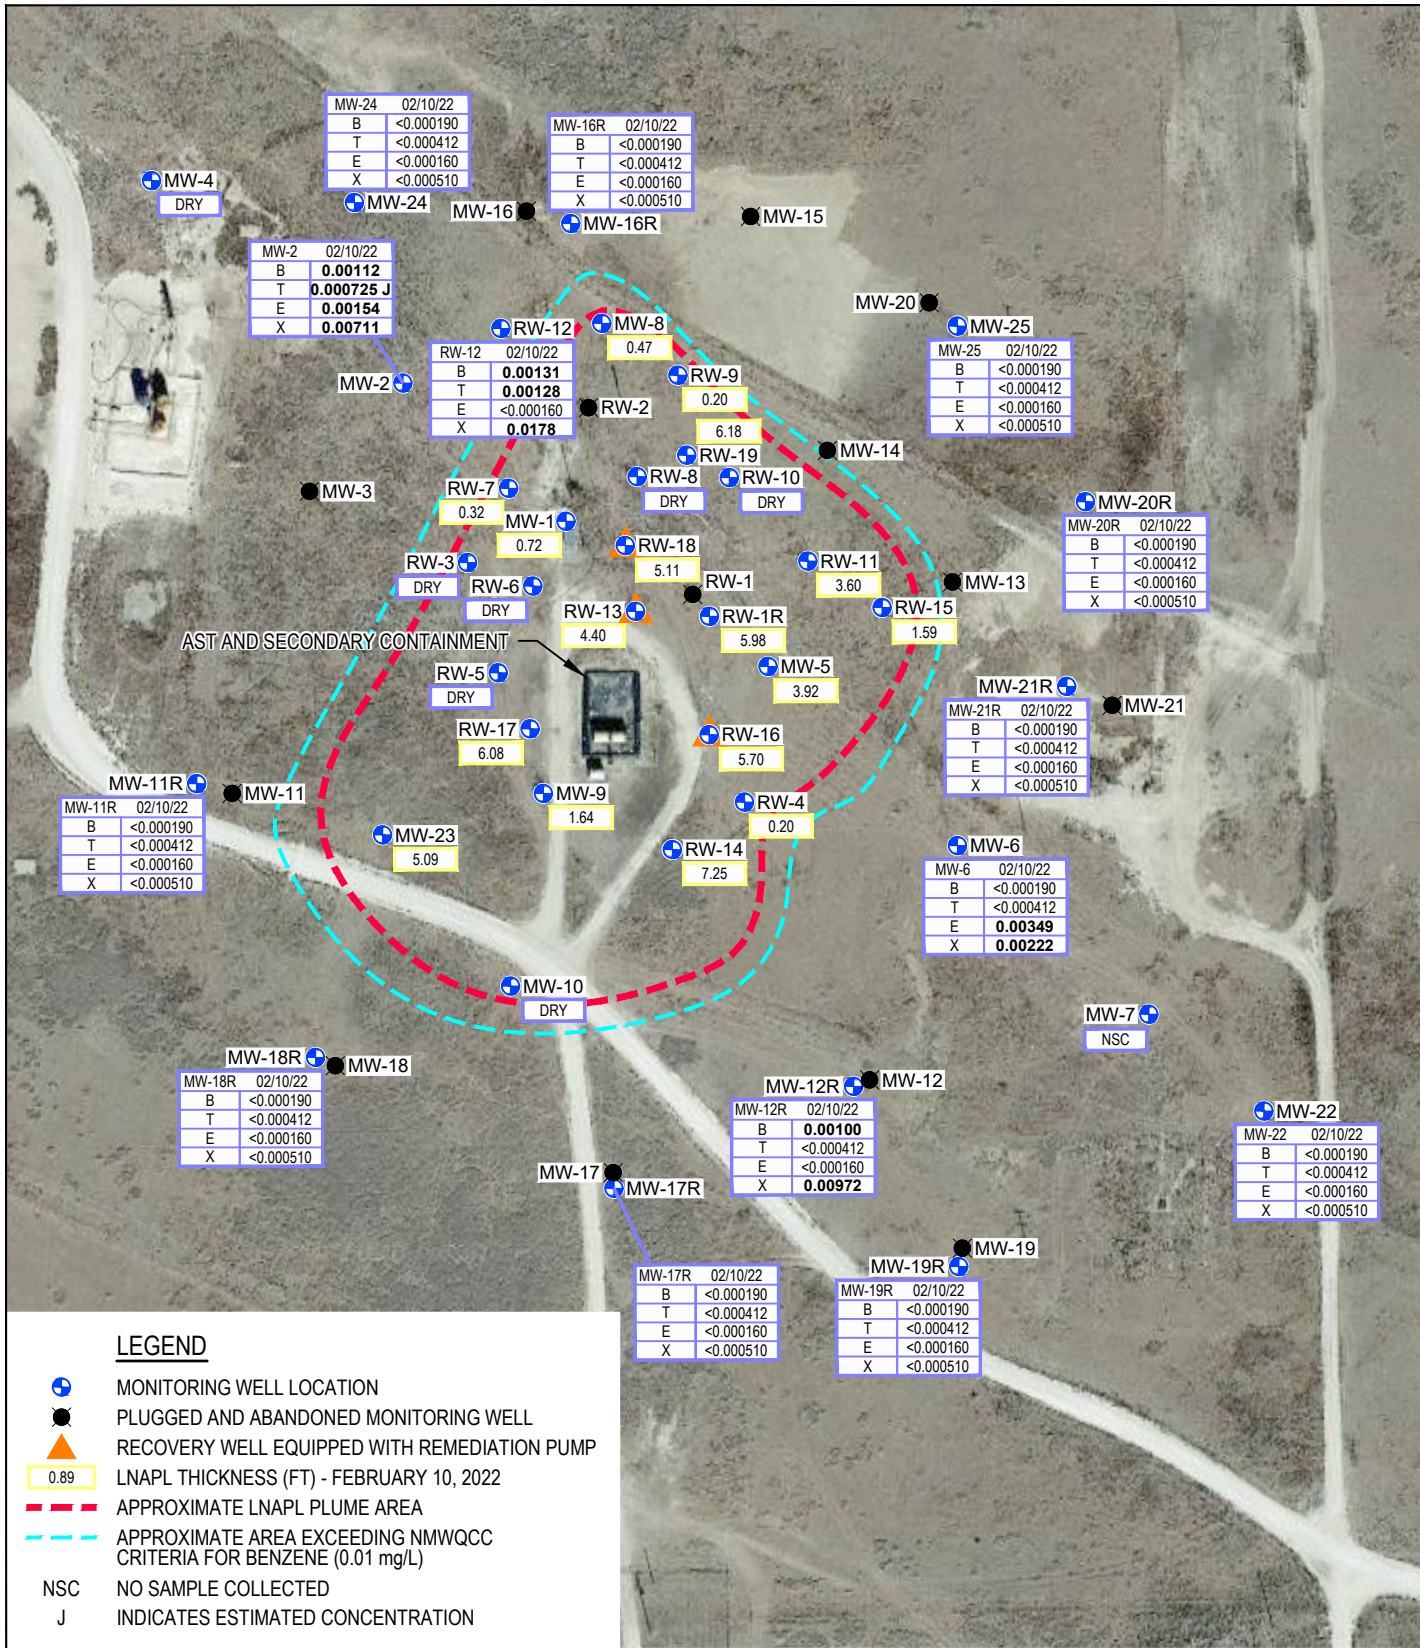 MW-24 02/10/22
B <0.000190
T <0.000412
E <0.000160
X <0.000510
MW-24
MW-16R 02/10/22
B <0.000190
T <0.000412
E <0.000160
X <0.000510
MW-16R
MW-16
MW-15
MW-4
DRY
MW-2 02/10/22
B 0.00112
T 0.000725 J
E 0.00154
X 0.00711
MW-2
RW-12
RW-12 02/10/22
B 0.00131
T 0.00128
E <0.000160
X 0.0178
MW-8
0.47
RW-9
0.20
6.18
RW-19
RW-2
MW-20
MW-25
MW-25 02/10/22
B <0.000190
T <0.000412
E <0.000160
X <0.000510
MW-14
MW-3
RW-7
0.32
MW-1
0.72
RW-8
DRY
RW-10
DRY
MW-20R
MW-20R 02/10/22
B <0.000190
T <0.000412
E <0.000160
X <0.000510
RW-3
DRY
RW-6
DRY
RW-18
5.11
RW-1
RW-11
3.60
MW-13
RW-15
1.59
RW-13
4.40
RW-1R
5.98
AST AND SECONDARY CONTAINMENT
RW-5
DRY
MW-5
3.92
MW-21R
MW-21R 02/10/22
B <0.000190
T <0.000412
E <0.000160
X <0.000510
MW-21
RW-17
6.08
RW-16
5.70
MW-11R
MW-11R 02/10/22
B <0.000190
T <0.000412
E <0.000160
X <0.000510
MW-11
MW-9
1.64
RW-4
0.20
MW-23
5.09
RW-14
7.25
MW-6
MW-6 02/10/22
B <0.000190
T <0.000412
E 0.00349
X 0.00222
MW-10
DRY
MW-7
NSC
MW-18R
MW-18
MW-18R 02/10/22
B <0.000190
T <0.000412
E <0.000160
X <0.000510
MW-12R
MW-12
MW-12R 02/10/22
B 0.00100
T <0.000412
E <0.000160
X 0.00972
MW-22
MW-22 02/10/22
B <0.000190
T <0.000412
E <0.000160
X <0.000510
MW-17
MW-17R
MW-17R 02/10/22
B <0.000190
T <0.000412
E <0.000160
X <0.000510
MW-19
MW-19R
MW-19R 02/10/22
B <0.000190
T <0.000412
E <0.000160
X <0.000510
LEGEND
MONITORING WELL LOCATION
PLUGGED AND ABANDONED MONITORING WELL
RECOVERY WELL EQUIPPED WITH REMEDIATION PUMP
0.89 LNAPL THICKNESS (FT) - FEBRUARY 10, 2022
APPROXIMATE LNAPL PLUME AREA
APPROXIMATE AREA EXCEEDING NMWQCC
CRITERIA FOR BENZENE (0.01 mg/L)
NSC NO SAMPLE COLLECTED
J INDICATES ESTIMATED CONCENTRATION